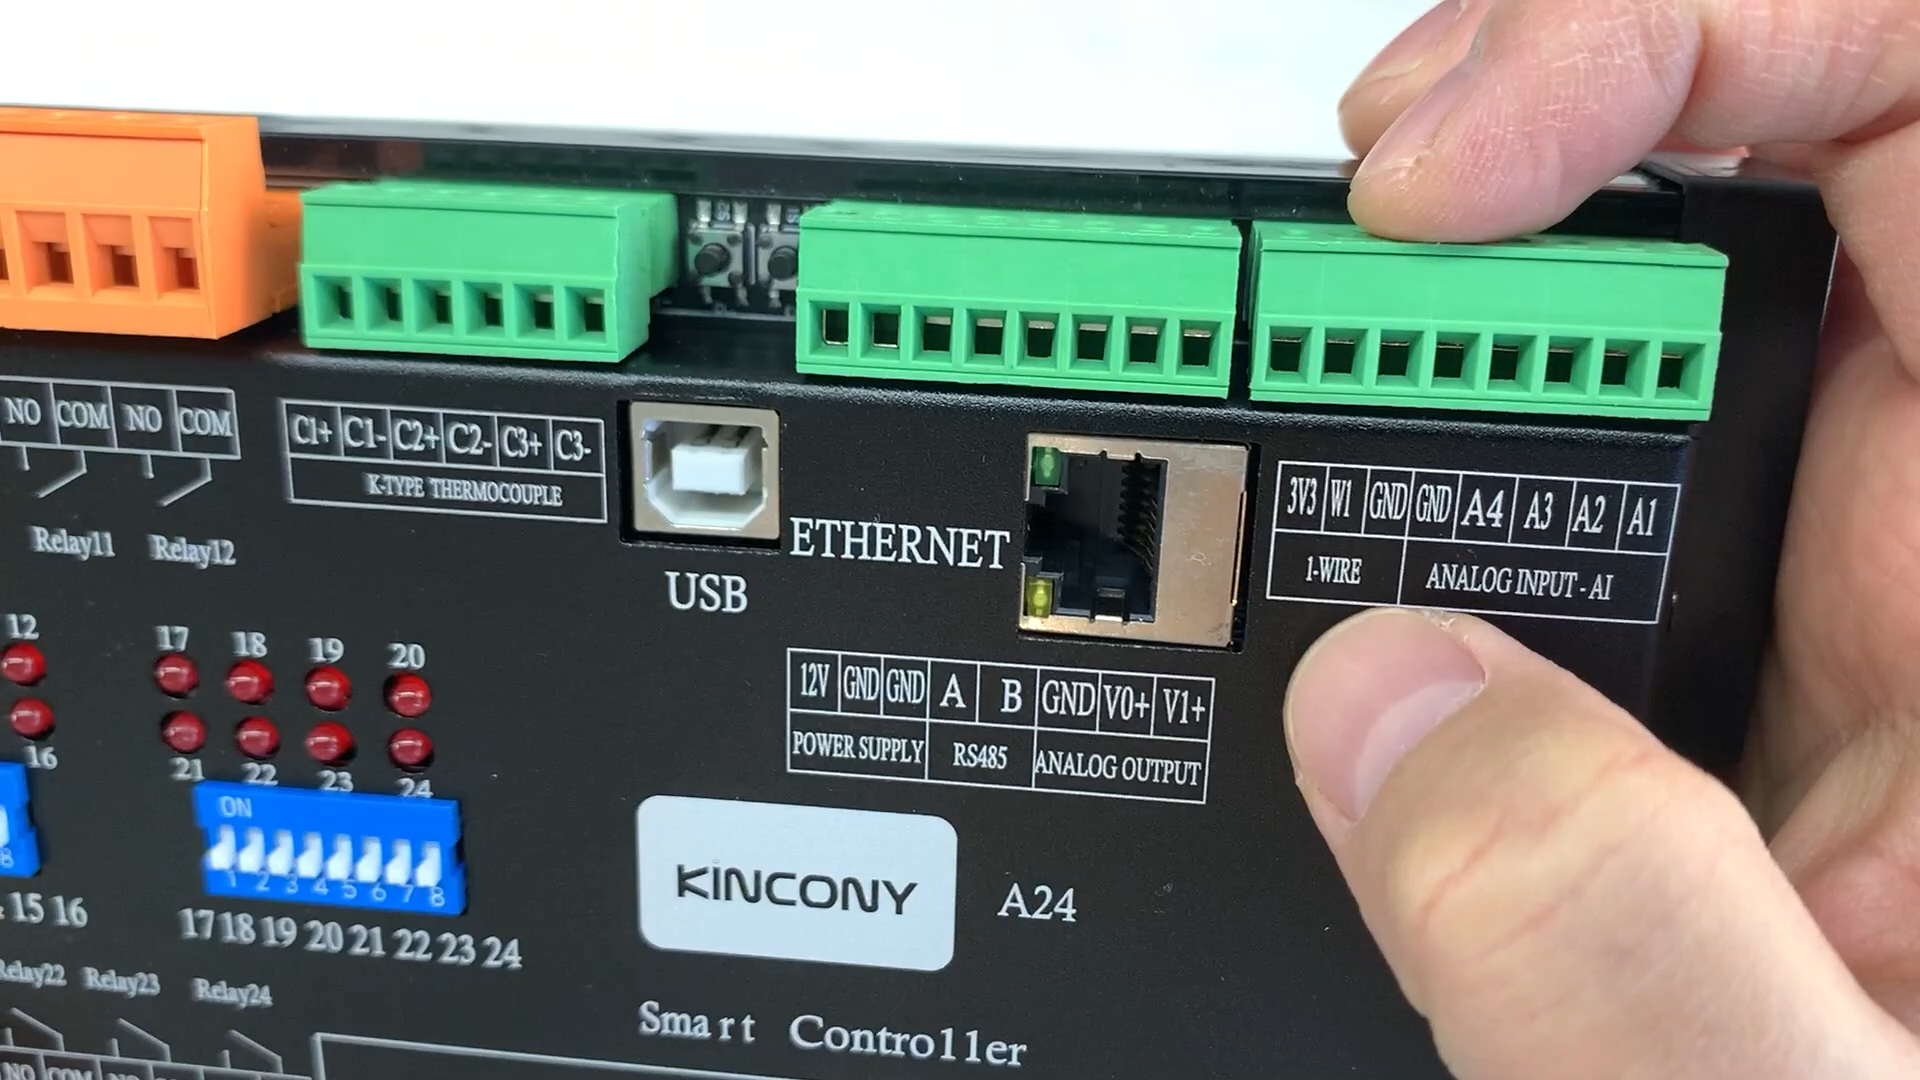 NO COM NO COM
Relay11 Relay12
C1+ C1- C2+ C2- C3+ C3-
K-TYPE THERMOCOUPLE
USB
ETHERNET
3V3 W1 GND GND A4 A3 A2 A1
1-WIRE ANALOG INPUT - AI
12V GND GND A B GND V0+ V1+
POWER SUPPLY RS485 ANALOG OUTPUT
12 17 18 19 20
16 21 22 23 24
ON
1 2 3 4 5 6 7 8
8
15 16 17 18 19 20 21 22 23 24
Relay22 Relay23 Relay24
NO COM NO
KINCONY
A24
Smart Controller